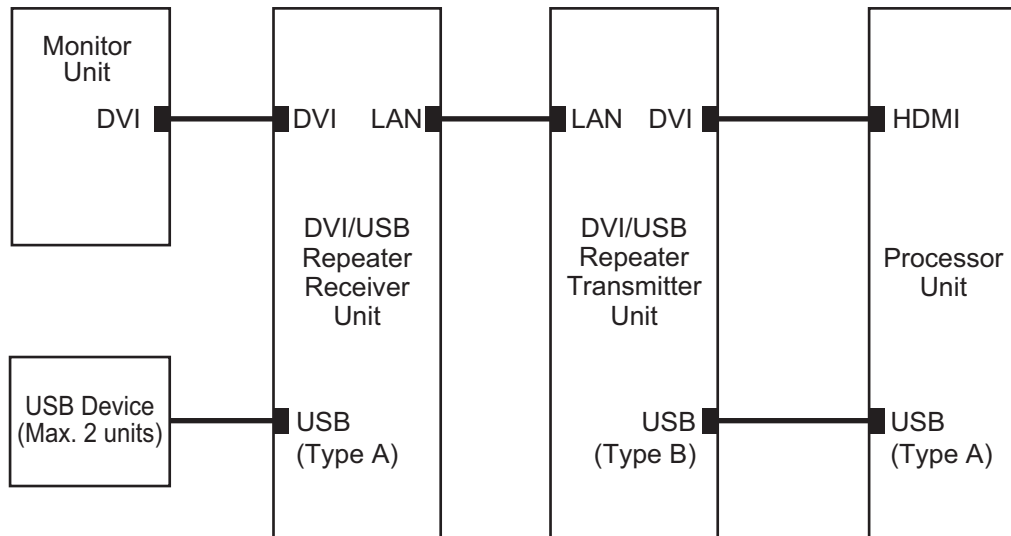 Monitor
Unit
DVI
DVI
LAN
LAN
DVI
HDMI
DVI/USB
Repeater
Receiver
Unit
DVI/USB
Repeater
Transmitter
Unit
Processor
Unit
USB Device
(Max. 2 units)
USB
(Type A)
USB
(Type B)
USB
(Type A)